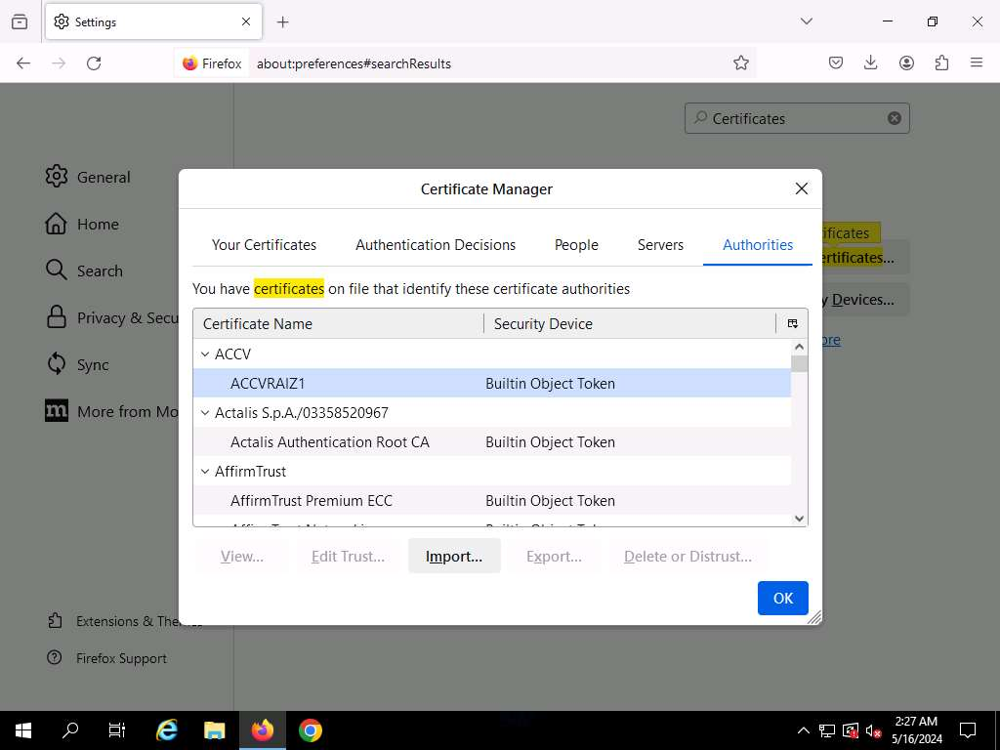 Settings
Firefox
about:preferences#searchResults
Certificates
General
Home
Search
Privacy & Secu
Sync
m
More from Mo
Extensions & The
Firefox Support
ificates
ertificates...
y Devices...
ore
Certificate Manager
Your Certificates
Authentication Decisions
People
Servers
Authorities
You have certificates on file that identify these certificate authorities
Certificate Name
Security Device
ACCV
ACCVRAIZ1
Builtin Object Token
Actalis S.p.A./03358520967
Actalis Authentication Root CA
Builtin Object Token
AffirmTrust
AffirmTrust Premium ECC
Builtin Object Token
View...
Edit Trust...
Import...
Export...
Delete or Distrust...
OK
2:27 AM
5/16/2024